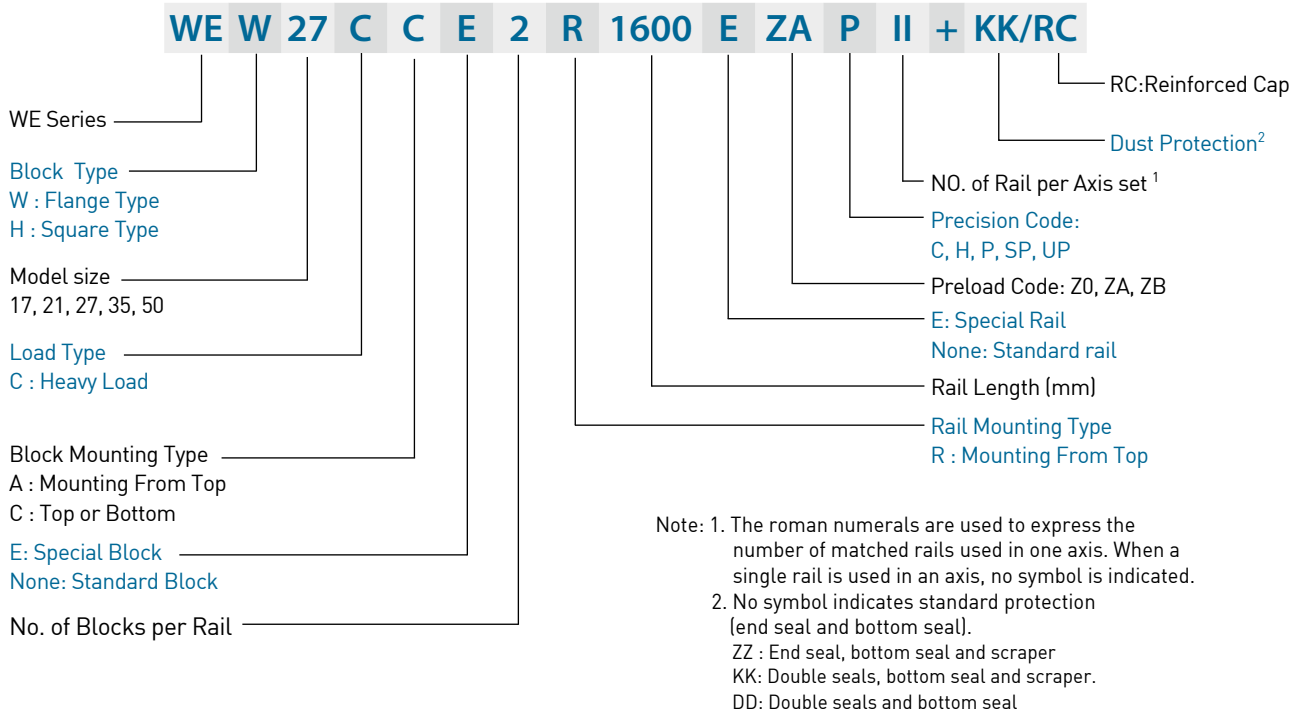 WE W 27 C C E 2 R 1600 E ZA P II + KK/RC
WE Series
Block Type
W : Flange Type
H : Square Type
Model size
17, 21, 27, 35, 50
Load Type
C : Heavy Load
Block Mounting Type
A : Mounting From Top
C : Top or Bottom
E: Special Block
None: Standard Block
No. of Blocks per Rail
RC:Reinforced Cap
Dust Protection2
NO. of Rail per Axis set 1
Precision Code:
C, H, P, SP, UP
Preload Code: Z0, ZA, ZB
E: Special Rail
None: Standard rail
Rail Length (mm)
Rail Mounting Type
R : Mounting From Top
Note: 1. The roman numerals are used to express the
number of matched rails used in one axis. When a
single rail is used in an axis, no symbol is indicated.
2. No symbol indicates standard protection
(end seal and bottom seal).
ZZ : End seal, bottom seal and scraper
KK: Double seals, bottom seal and scraper.
DD: Double seals and bottom seal